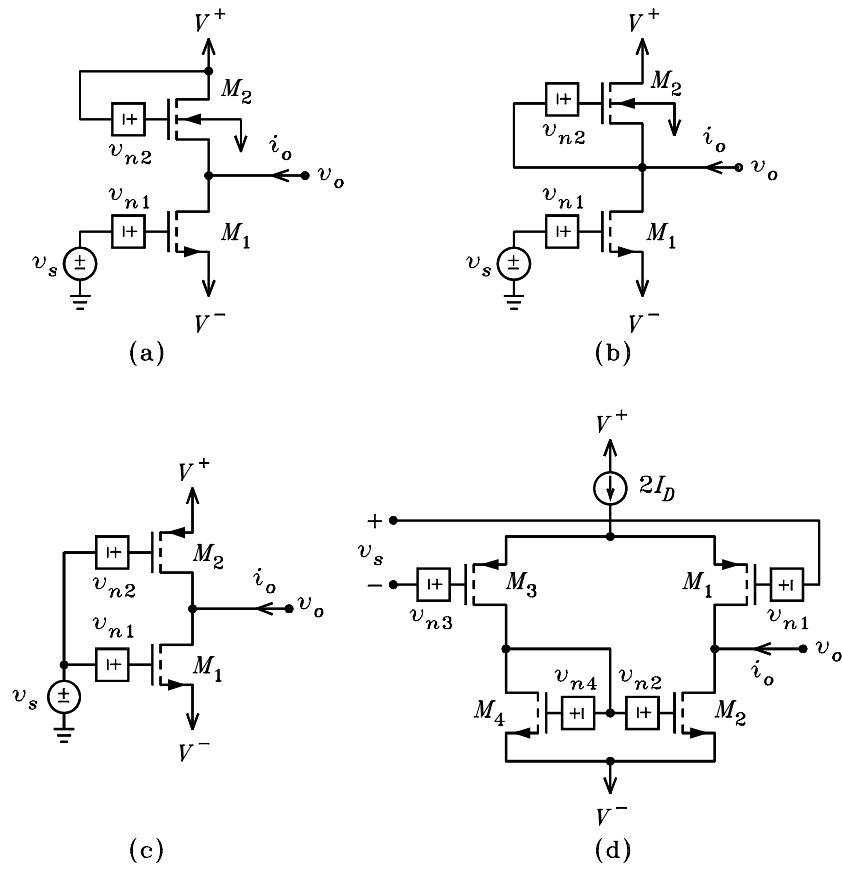 V⁺ V⁺
M₂ M₂
vₙ₂ iₒ vₒ vₙ₂ iₒ vₒ
vₙ₁ vₙ₁
M₁ M₁
vₛ vₛ
V⁻ V⁻
(a) (b)
V⁺
V⁺ 2I_D
+
vₛ
M₂ − M₃ M₁
vₙ₂ iₒ vₒ vₙ₃ vₙ₁
vₙ₁ vₒ
M₁ iₒ
vₙ₄ vₙ₂
vₛ M₄ M₂
V⁻
V⁻
(c) (d)